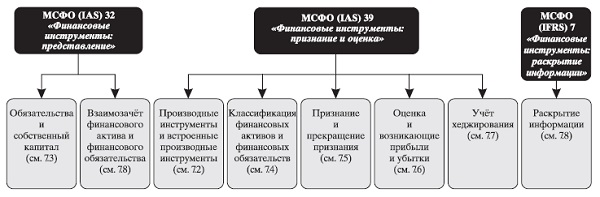 МСФО (IAS) 32
«Финансовые
инструменты:
представление»
МСФО (IAS) 39
«Финансовые инструменты:
признание и оценка»
МСФО
(IFRS) 7
«Финансовые
инструменты:
раскрытие
информации»
Обязательства
и
собственный
капитал
(см. 7.3)
Взаимозачёт
финансового
актива и
финансового
обязательства
(см. 7.8)
Производные
инструменты
и встроенные
производные
инструменты
(см. 7.2)
Классификация
финансовых
активов и
финансовых
обязательств
(см. 7.4)
Признание
и
прекращение
признания
(см. 7.5)
Оценка
и
возникающие
прибыли
и убытки
(см. 7.6)
Учёт
хеджирования
(см. 7.7)
Раскрытие
информации
(см. 7.8)